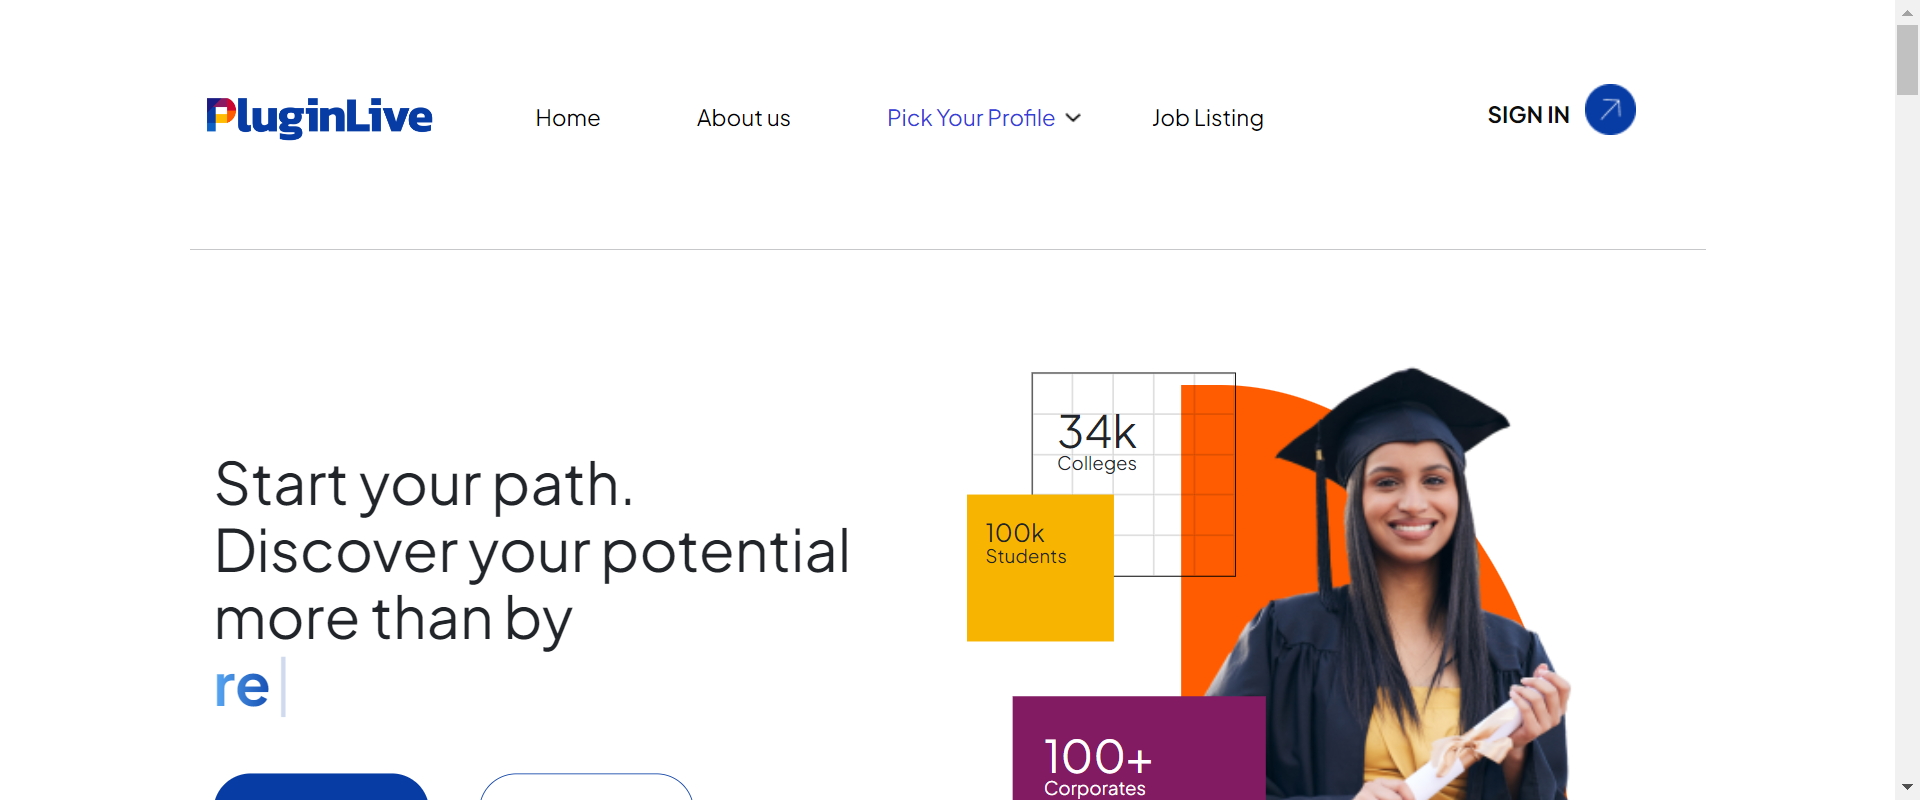 PluginLive
Home
About us
Pick Your Profile
Job Listing
SIGN IN
Start your path.
Discover your potential
more than by
re
34k
Colleges
100k
Students
100+
Corporates